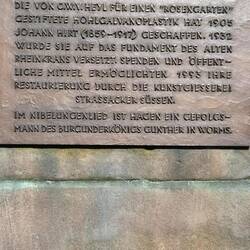 DIE VON C.W.V. HEYL FÜR EINEN "ROSENGARTEN"
GESTIFTETE HOHLGALVANOPLASTIK HAT 1905
JOHANN HIRT (1859-1917) GESCHAFFEN. 1932
WURDE SIE AUF DAS FUNDAMENT DES ALTEN
RHEINKRANS VERSETZT. SPENDEN UND ÖFFENT-
LICHE MITTEL ERMÖGLICHTEN 1993 IHRE
RESTAURIERUNG DURCH DIE KUNSTGIESSEREI
STRASSACKER SÜSSEN.
IM NIBELUNGENLIED IST HAGEN EIN GEFOLGS-
MANN DES BURGUNDERKÖNIGS GUNTHER IN WORMS.